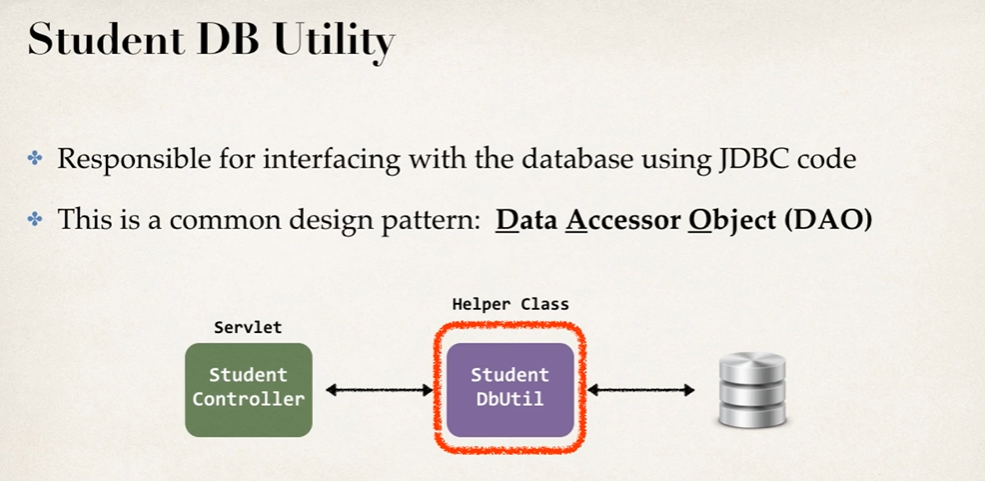 Student DB Utility
Responsible for interfacing with the database using JDBC code
This is a common design pattern: Data Accessor Object (DAO)
Helper Class
Servlet
Student
Controller
Student
DbUtil